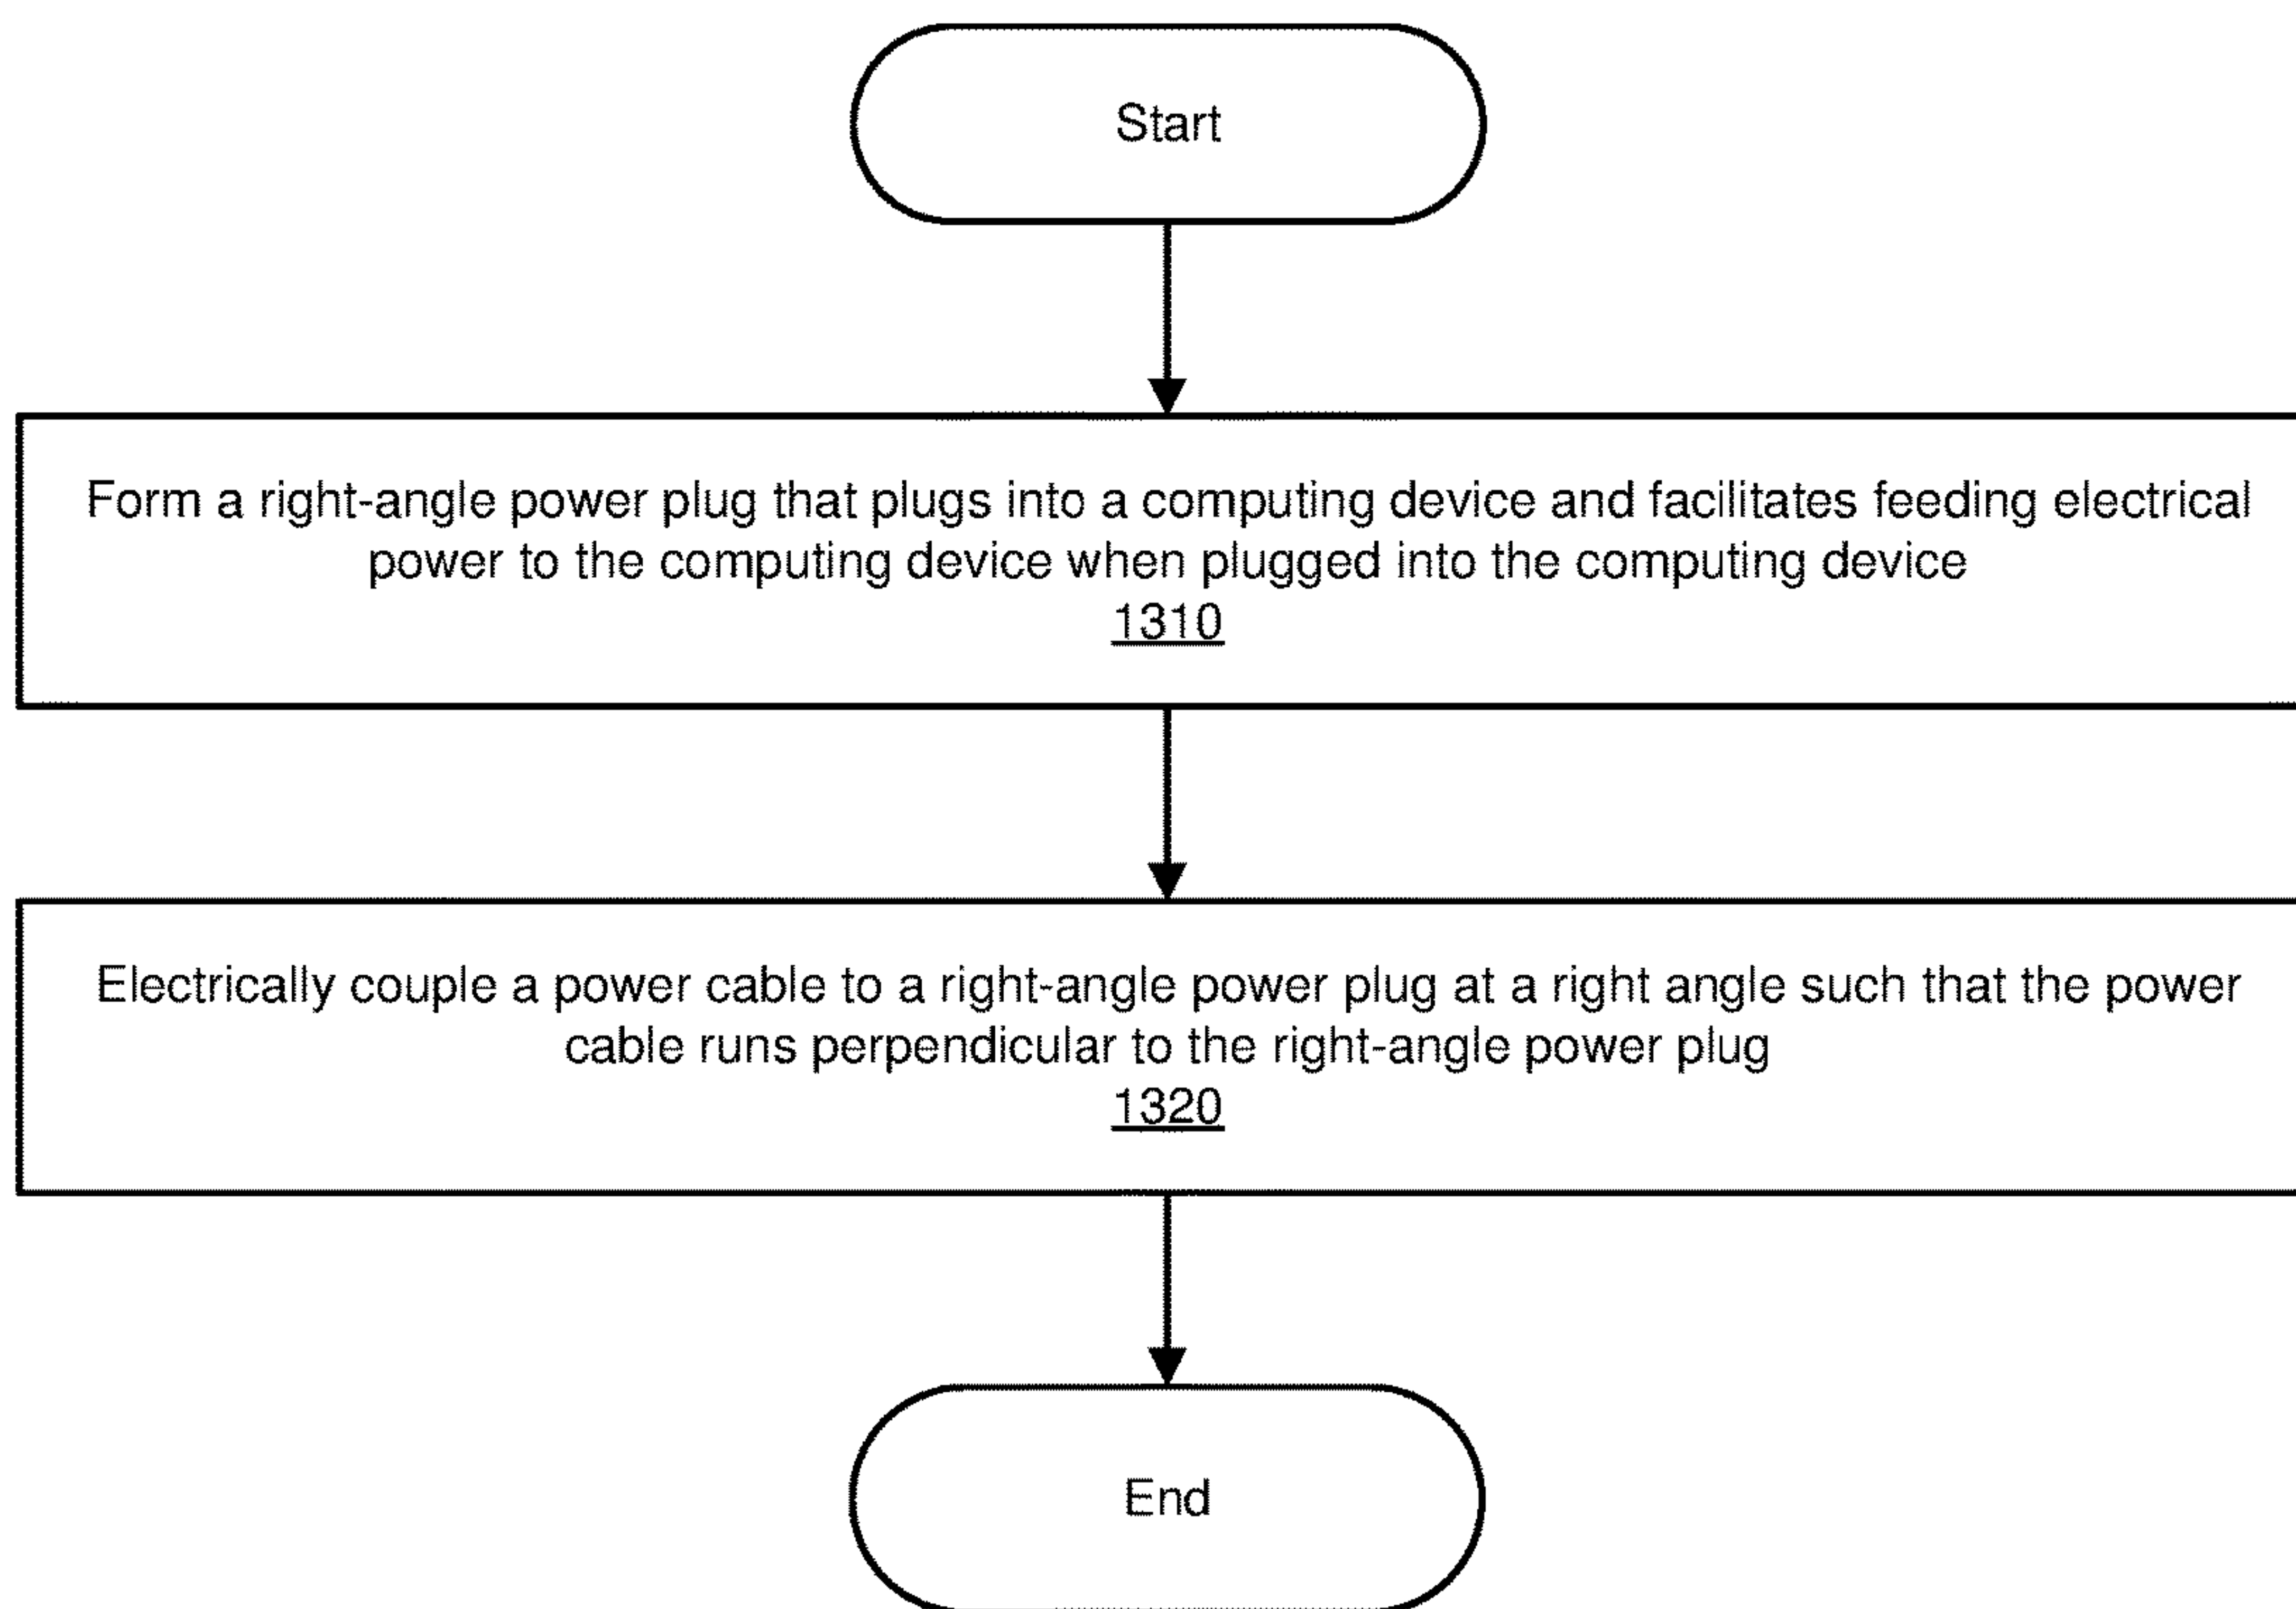 Start
Form a right-angle power plug that plugs into a computing device and facilitates feeding electrical
power to the computing device when plugged into the computing device
1310
Electrically couple a power cable to a right-angle power plug at a right angle such that the power
cable runs perpendicular to the right-angle power plug
1320
End